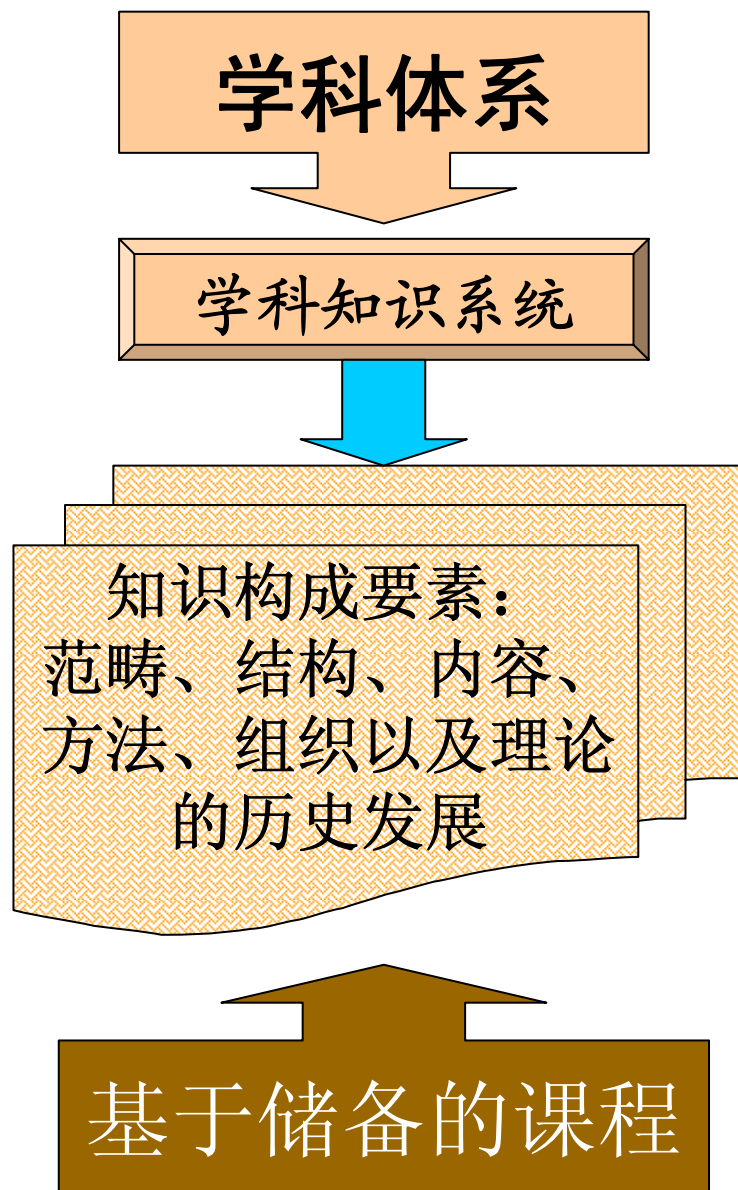 学科体系
学科知识系统
知识构成要素：
范畴、结构、内容、
方法、组织以及理论
的历史发展
基于储备的课程